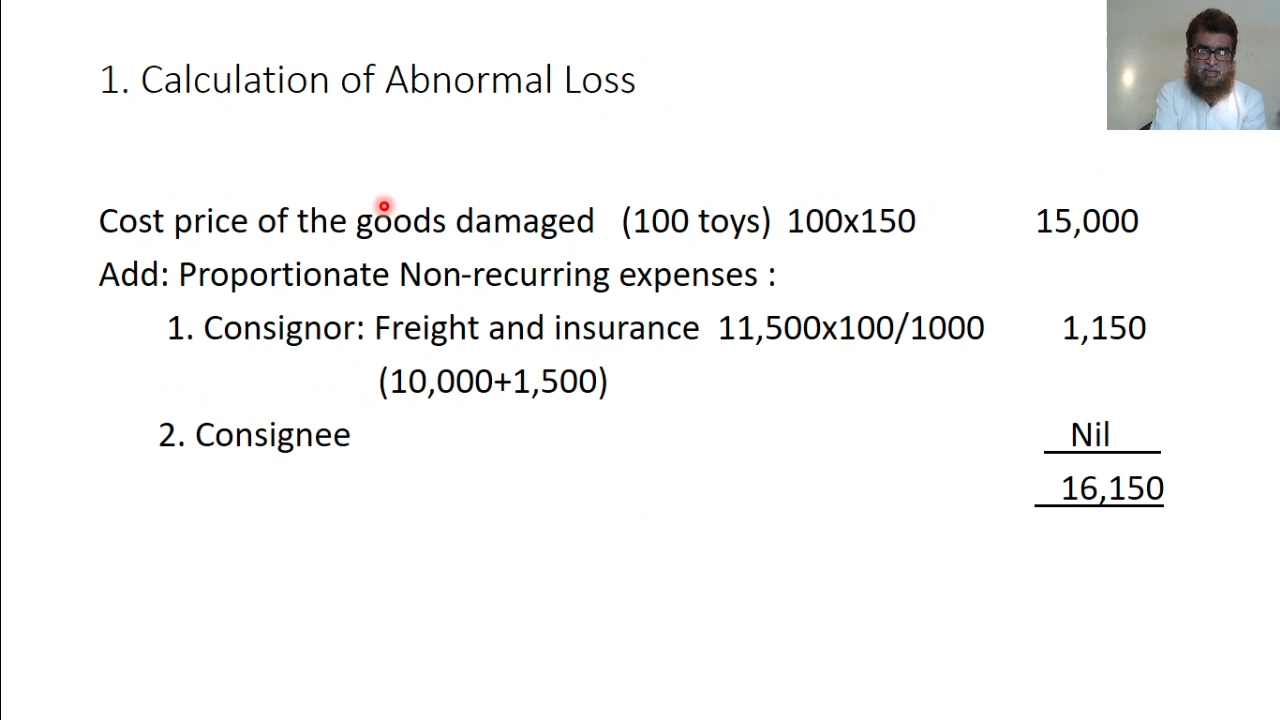 1. Calculation of Abnormal Loss
Cost price of the goods damaged (100 toys) 100x150 15,000
Add: Proportionate Non-recurring expenses :
1. Consignor: Freight and insurance 11,500x100/1000 1,150
(10,000+1,500)
2. Consignee Nil
16,150